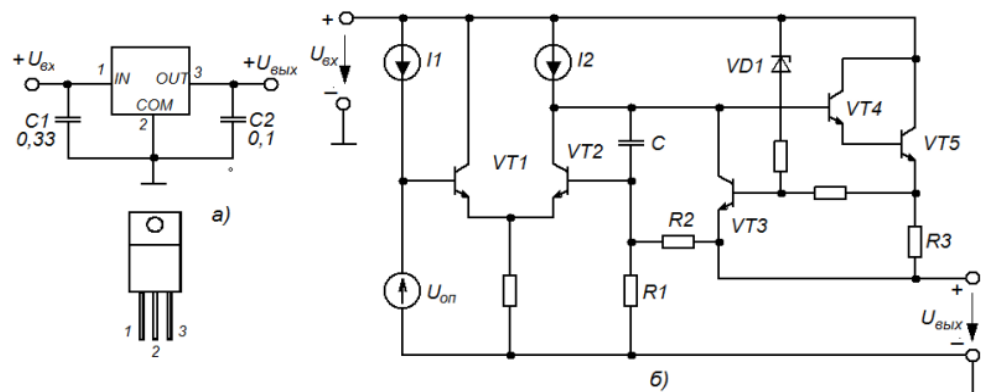 +Uвх
1
IN
OUT
3
+Uвых
COM
2
C1
0,33
C2
0,1
а)
1
2
3
+
Uвх
−
I1
I2
VD1
VT4
VT5
VT1
VT2
C
VT3
R2
R3
Uоп
R1
+
Uвых
−
б)